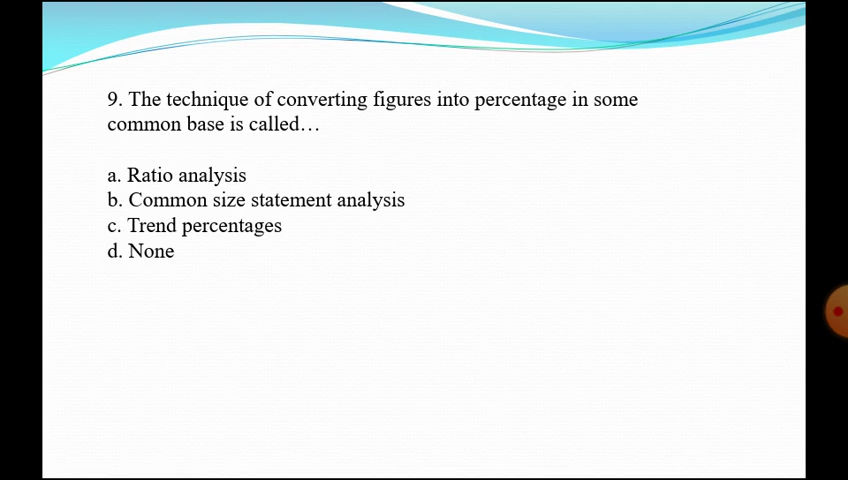 9. The technique of converting figures into percentage in some
common base is called…
a. Ratio analysis
b. Common size statement analysis
c. Trend percentages
d. None